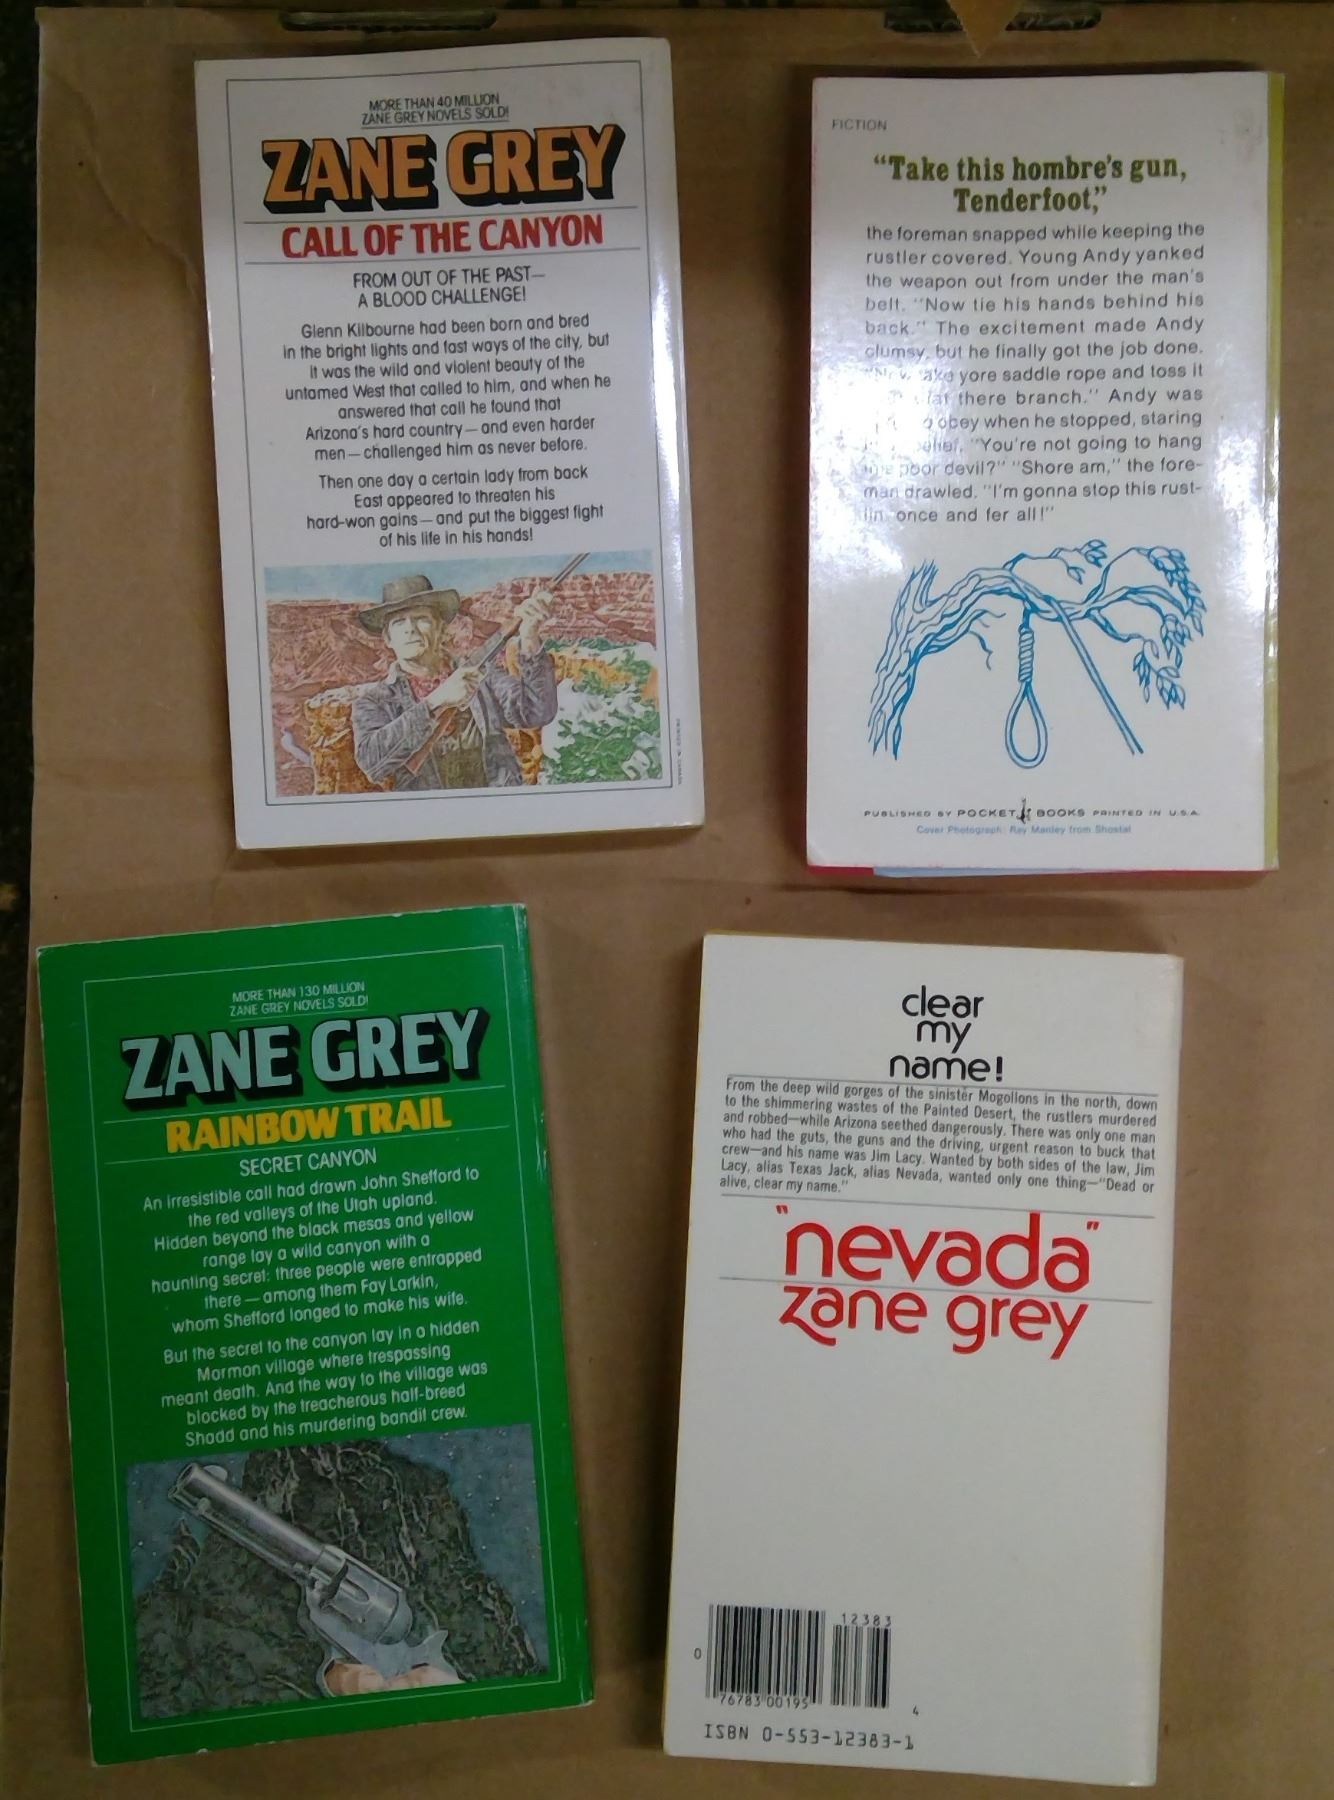 MORE THAN 40 MILLION
ZANE GREY NOVELS SOLD!
ZANE GREY
CALL OF THE CANYON
FROM OUT OF THE PAST—
A BLOOD CHALLENGE!
Glenn Kilbourne had been born and bred
in the bright lights and fast ways of the city, but
it was the wild and violent beauty of the
untamed West that called to him, and when he
answered that call he found that
Arizona's hard country—and even harder
men—challenged him as never before.
Then one day a certain lady from back
East appeared to threaten his
hard-won gains—and put the biggest fight
of his life in his hands!
PRINTED IN CANADA
FICTION
"Take this hombre's gun,
Tenderfoot,"
the foreman snapped while keeping the
rustler covered. Young Andy yanked
the weapon out from under the man's
belt. "Now tie his hands behind his
back." The excitement made Andy
clumsy, but he finally got the job done.
"Now take yore saddle rope and toss it
there branch." Andy was
obey when he stopped, staring
"You're not going to hang
poor devil?" "Shore am," the fore-
man drawled. "I'm gonna stop this rust-
lin' once and fer all!"
PUBLISHED BY POCKET BOOKS PRINTED IN U.S.A.
Cover Photograph: Ray Manley from Shostal
MORE THAN 130 MILLION
ZANE GREY NOVELS SOLD!
ZANE GREY
RAINBOW TRAIL
SECRET CANYON
An irresistible call had drawn John Shefford to
the red valleys of the Utah upland.
Hidden beyond the black mesas and yellow
range lay a wild canyon with a
haunting secret: three people were entrapped
there—among them Fay Larkin,
whom Shefford longed to make his wife.
But the secret to the canyon lay in a hidden
Mormon village where trespassing
meant death. And the way to the village was
blocked by the treacherous half-breed
Shadd and his murdering bandit crew.
clear
my
name!
From the deep wild gorges of the sinister Mogollons in the north, down
to the shimmering wastes of the Painted Desert, the rustlers murdered
and robbed—while Arizona seethed dangerously. There was only one man
who had the guts, the guns and the driving, urgent reason to buck that
crew—and his name was Jim Lacy. Wanted by both sides of the law, Jim
Lacy, alias Texas Jack, alias Nevada, wanted only one thing—"Dead or
alive, clear my name."
"nevada"
zane grey
12383
0
76783 00195
4
ISBN 0-553-12383-1